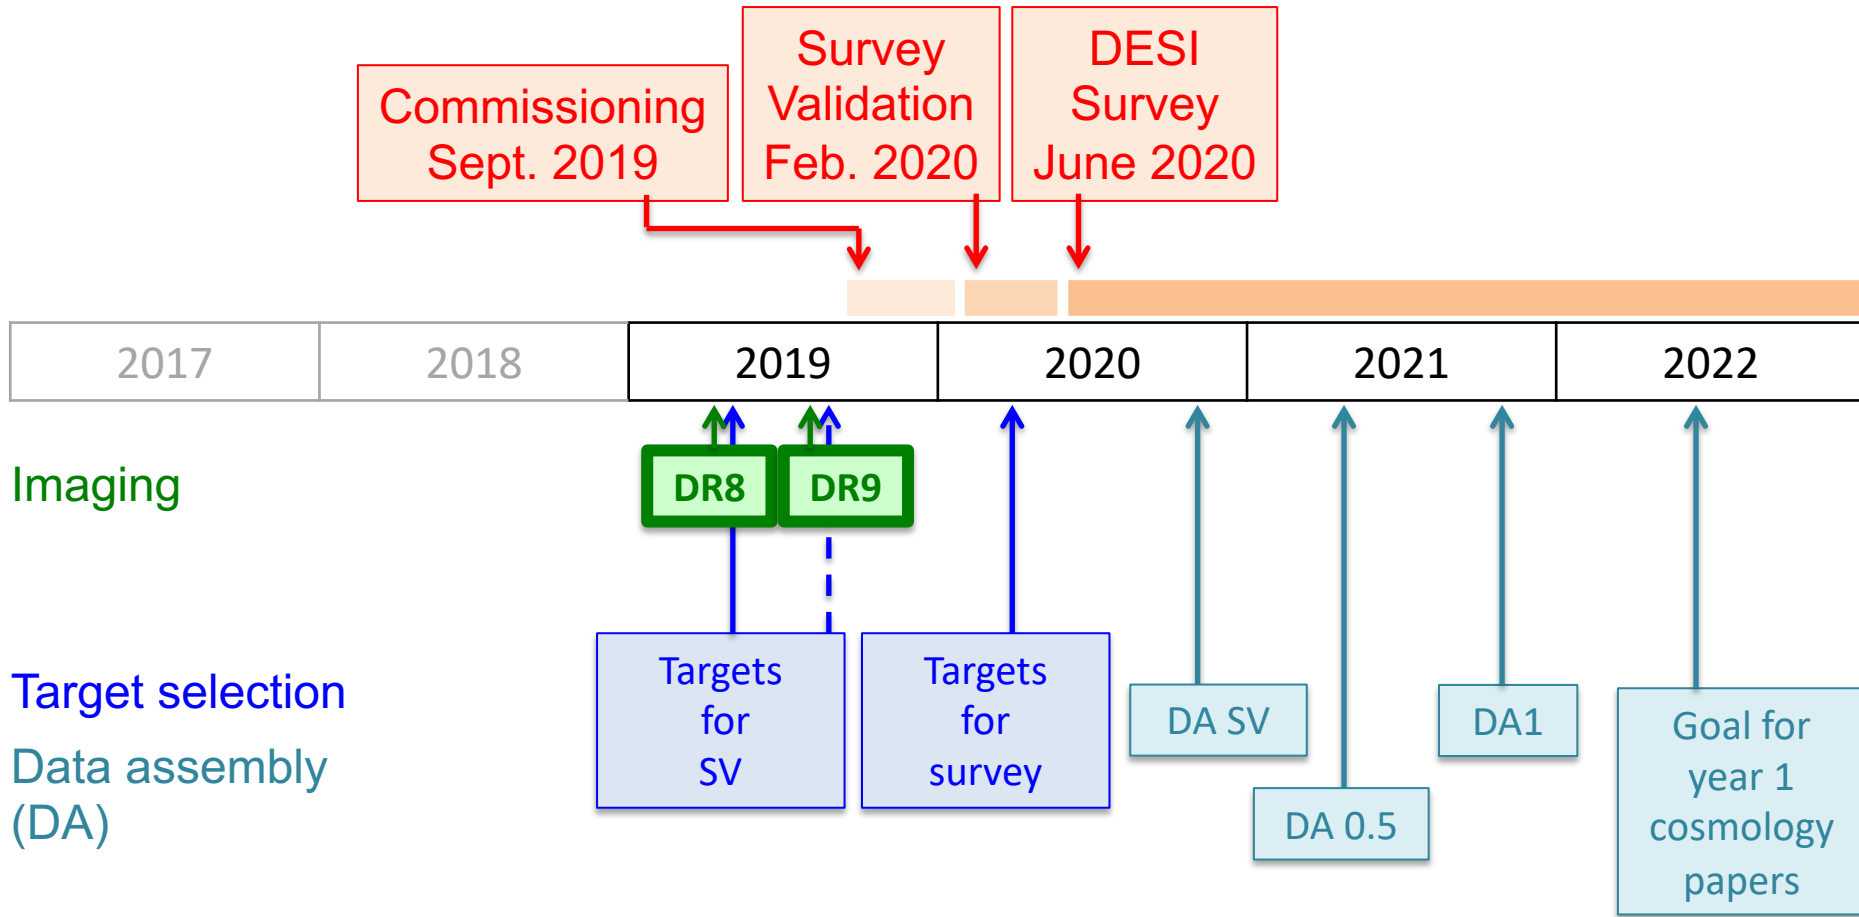 Commissioning
Sept. 2019
Survey
Validation
Feb. 2020
DESI
Survey
June 2020
2017
2018
2019
2020
2021
2022
Imaging
DR8
DR9
Target selection
Targets
for
SV
Targets
for
survey
Data assembly
(DA)
DA SV
DA 0.5
DA1
Goal for
year 1
cosmology
papers